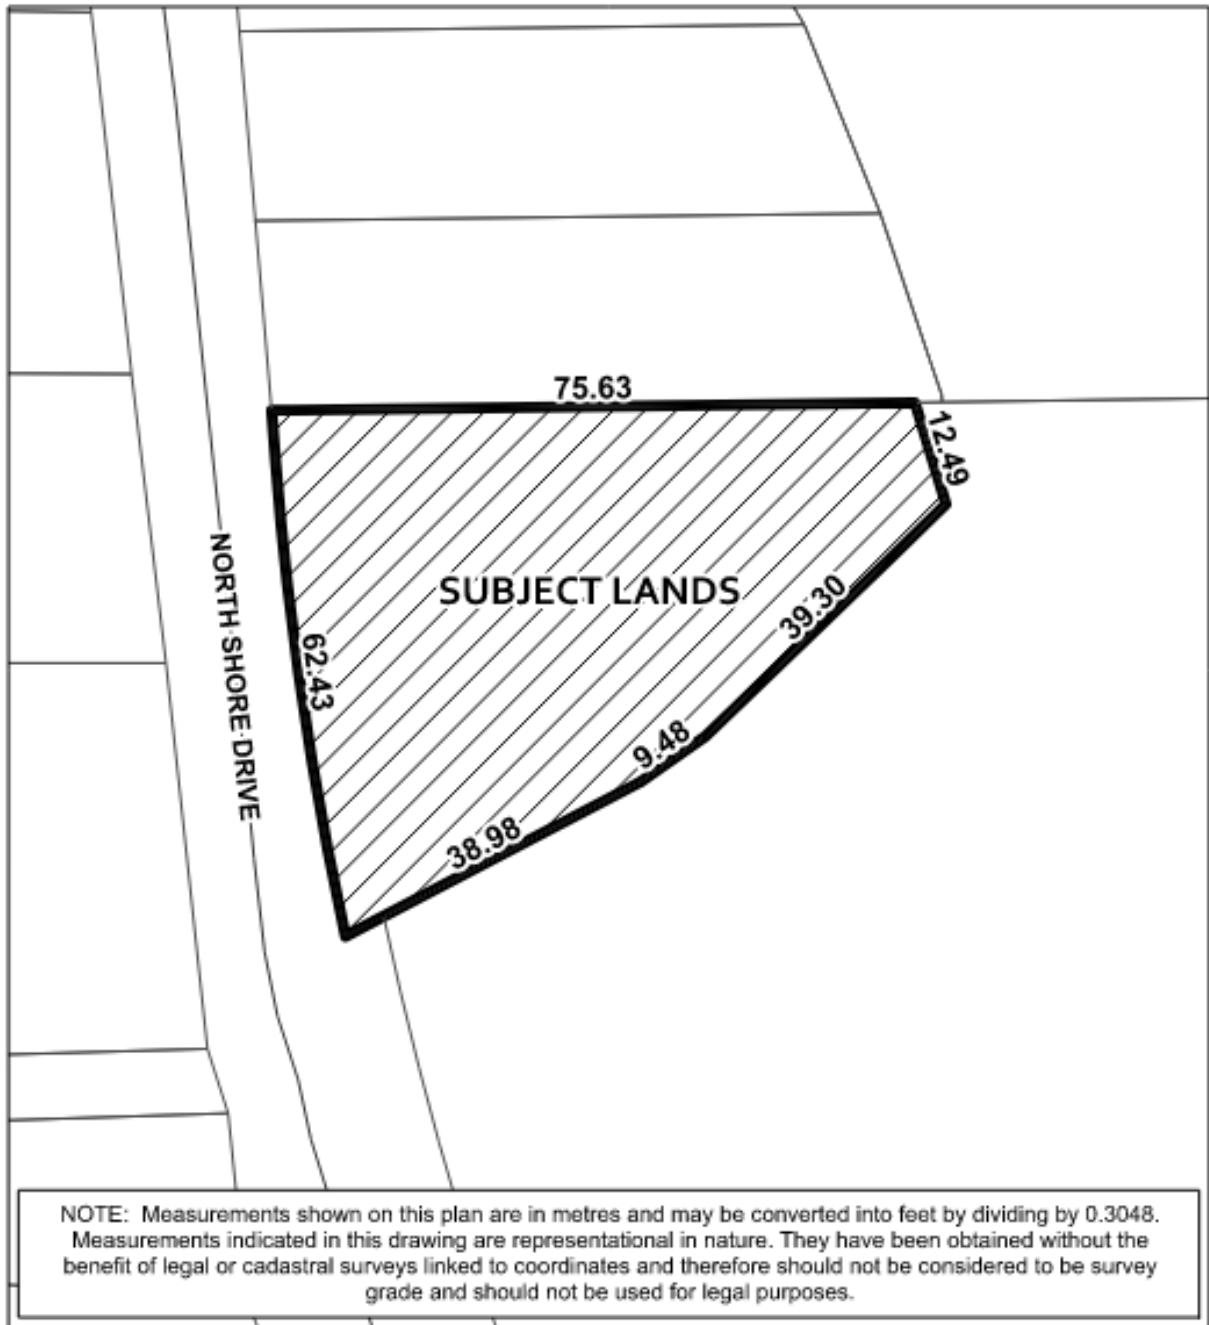 75.63
12.49
SUBJECT LANDS
39.30
NORTH SHORE DRIVE
62.43
9.48
38.98
NOTE: Measurements shown on this plan are in metres and may be converted into feet by dividing by 0.3048.
Measurements indicated in this drawing are representational in nature. They have been obtained without the
benefit of legal or cadastral surveys linked to coordinates and therefore should not be considered to be survey
grade and should not be used for legal purposes.